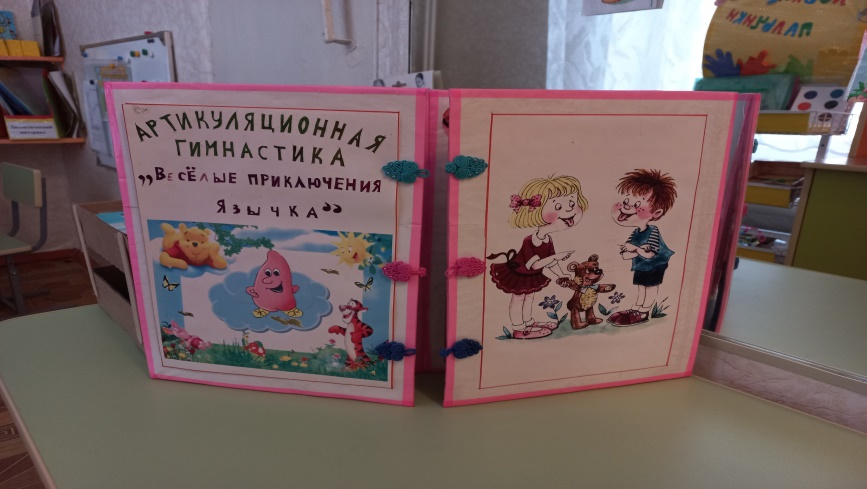 АРТИКУЛЯЦИОННАЯ
ГИМНАСТИКА
„ВЕСЁЛЫЕ ПРИКЛЮЧЕНИЯ
ЯЗЫЧКА“